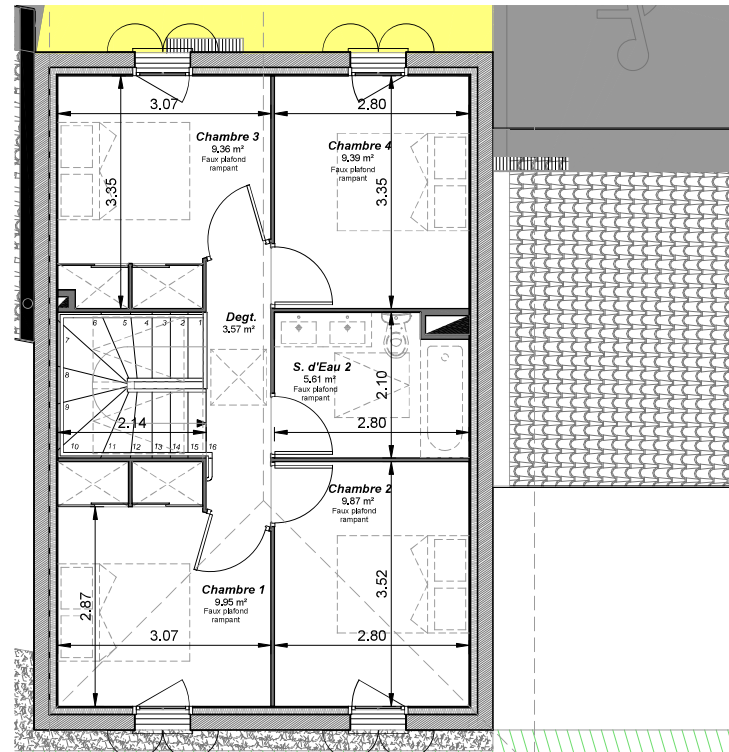 3.07
2.80
Chambre 3
9.36 m²
Faux plafond
rampant
Chambre 4
9.39 m²
Faux plafond
rampant
3.35
3.35
Degt.
3.57 m²
6 5 4 3 2 1
7
8
9
10 11 12 13 14 15 16
2.14
S. d'Eau 2
5.61 m²
Faux plafond
rampant
2.10
2.80
Chambre 2
9.87 m²
Faux plafond
rampant
3.52
2.80
Chambre 1
9.95 m²
Faux plafond
rampant
2.87
3.07